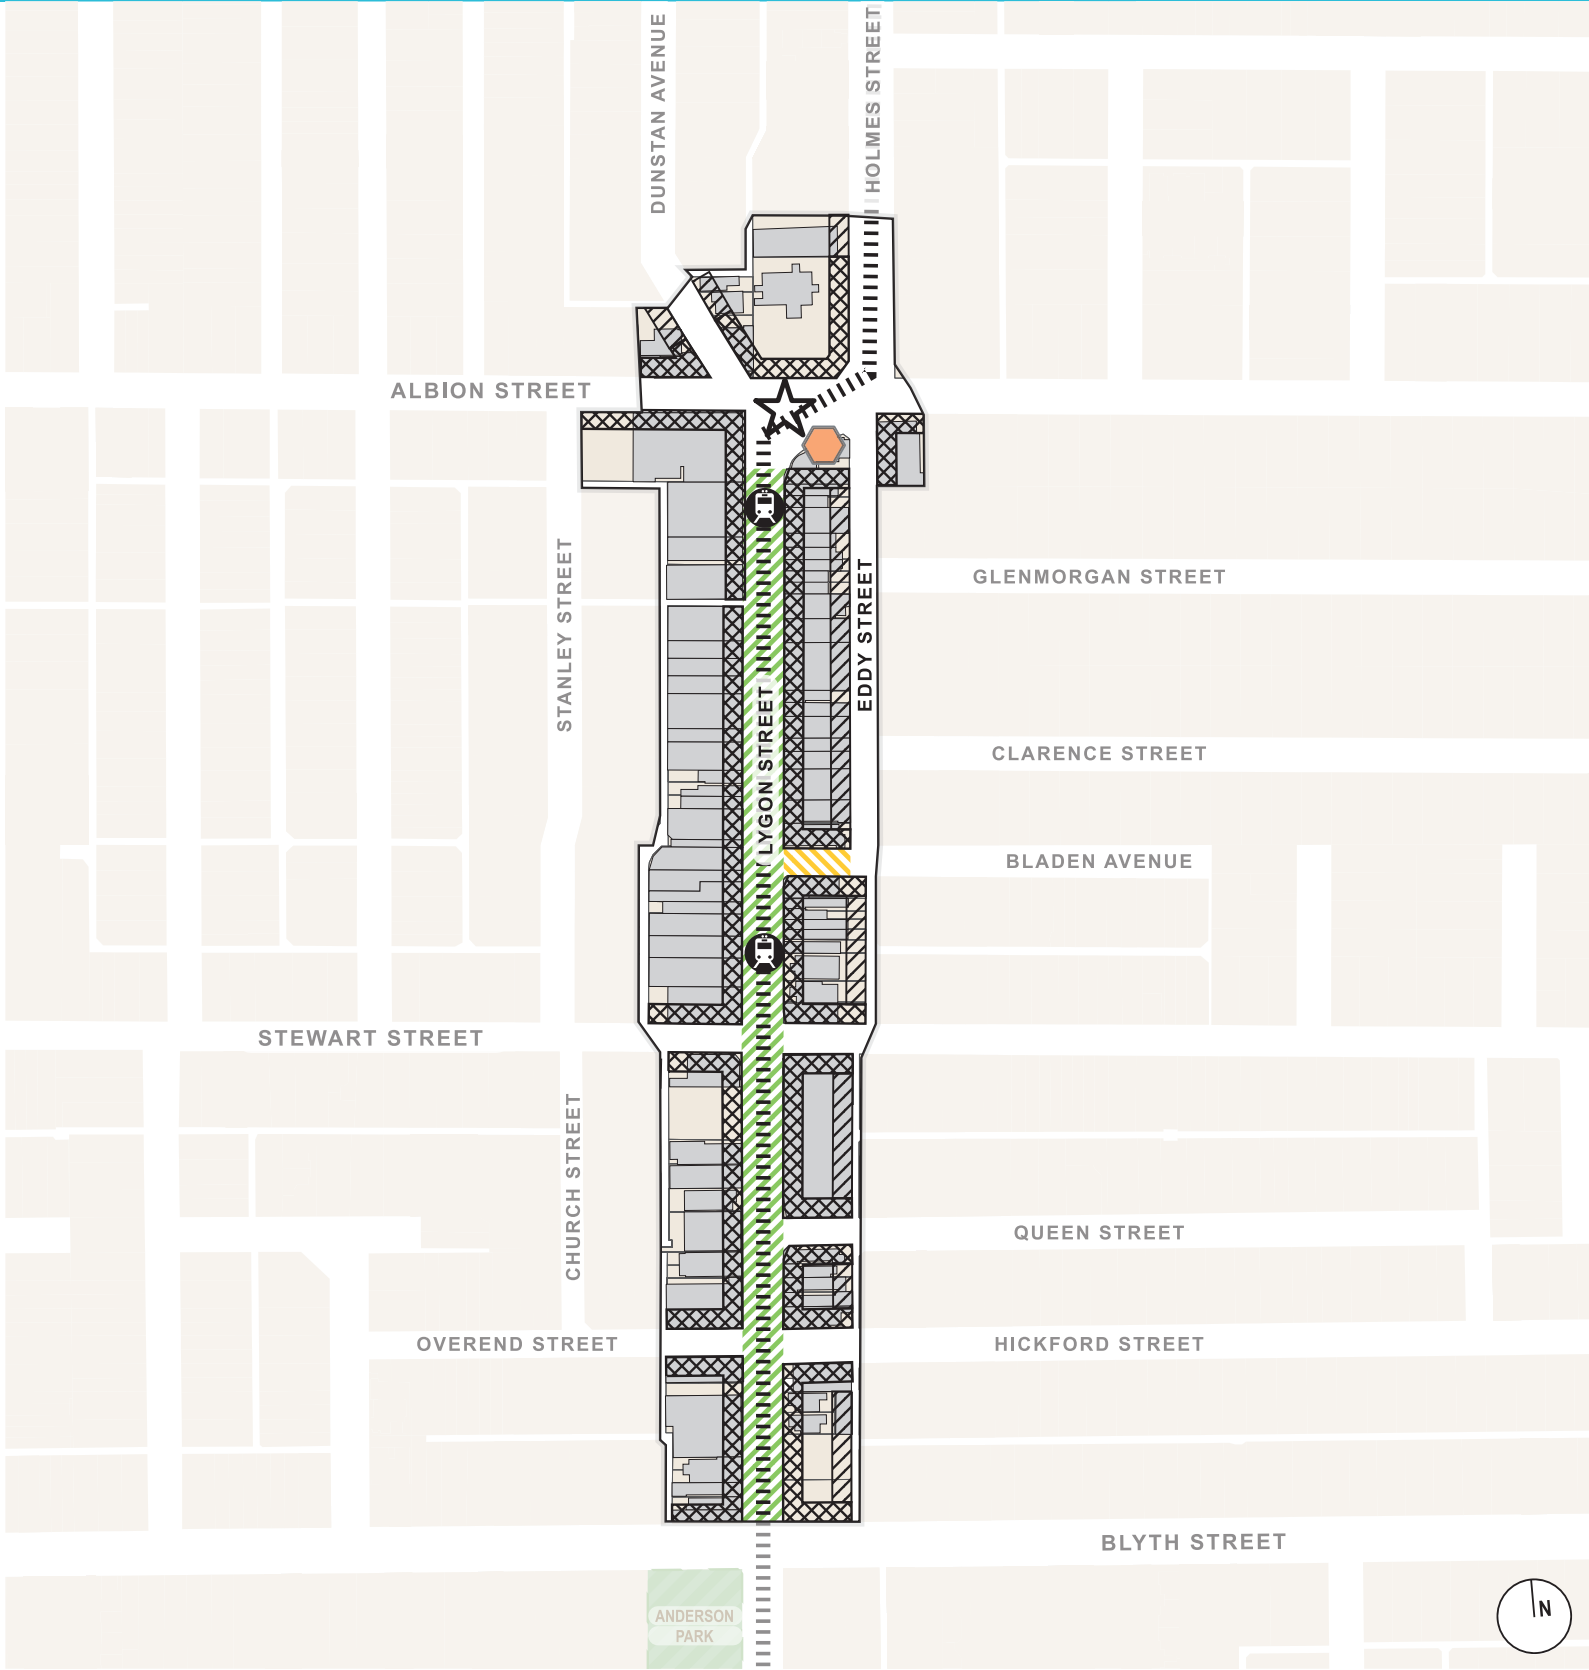 DUNSTAN AVENUE
HOLMES STREET
ALBION STREET
STANLEY STREET
GLENMORGAN STREET
EDDY STREET
LYGON STREET
CLARENCE STREET
BLADEN AVENUE
STEWART STREET
CHURCH STREET
QUEEN STREET
OVEREND STREET
HICKFORD STREET
BLYTH STREET
ANDERSON
PARK
N